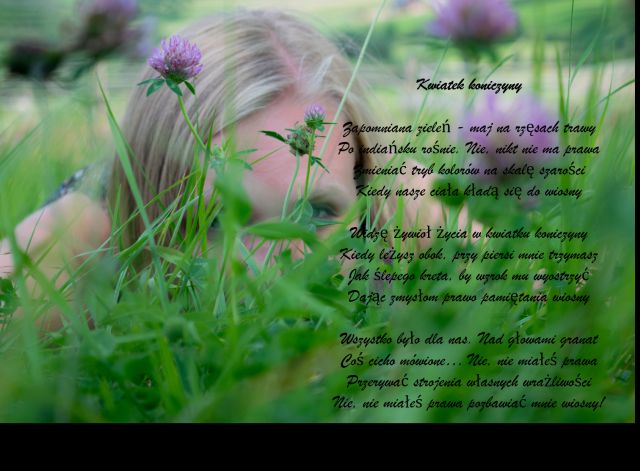 Kwiatek koniczyny
Zapomniana zieleń - maj na rzęsach trawy
Po indiańsku rośnie. Nie, nikt nie ma prawa
Zmieniać tryb kolorów na skalę szarości
Kiedy nasze ciała kładą się do wiosny
Widzę żywioł życia w kwiatku koniczyny
Kiedy leżysz obok, przy piersi mnie trzymasz
Jak ślepego kreta, by wzrok mu wyostrzyć
Dając zmysłom prawo pamiętania wiosny
Wszystko było dla nas. Nad głowami granat
Coś cicho mówione... Nie, nie miałeś prawa
Przerywać strojenia własnych wrażliwości
Nie, nie miałeś prawa pozbawiać mnie wiosny!